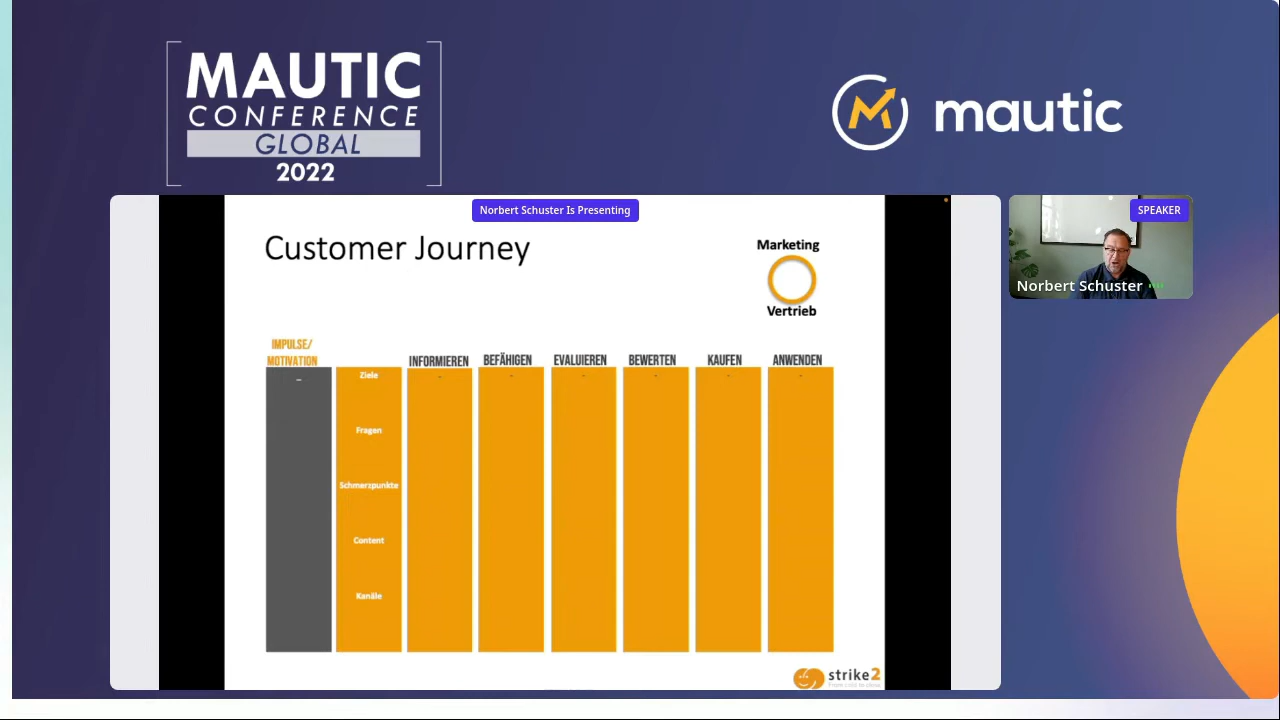 MAUTIC
CONFERENCE
GLOBAL
2022
mautic
Norbert Schuster Is Presenting
SPEAKER
Norbert Schuster
Customer Journey
Marketing
Vertrieb
IMPULSE/
MOTIVATION
INFORMIEREN
BEFÄHIGEN
EVALUIEREN
BEWERTEN
KAUFEN
ANWENDEN
Ziele
Fragen
Schmerzpunkte
Content
Kanäle
strike2